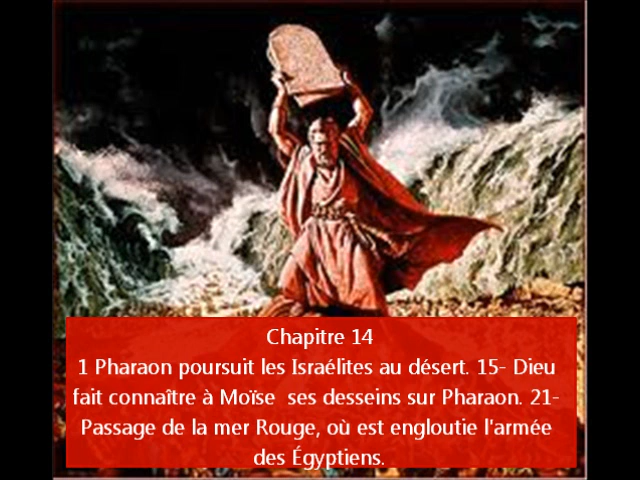 Chapitre 14
1 Pharaon poursuit les Israélites au désert. 15- Dieu
fait connaître à Moïse  ses desseins sur Pharaon. 21-
Passage de la mer Rouge, où est engloutie l'armée
des Égyptiens.